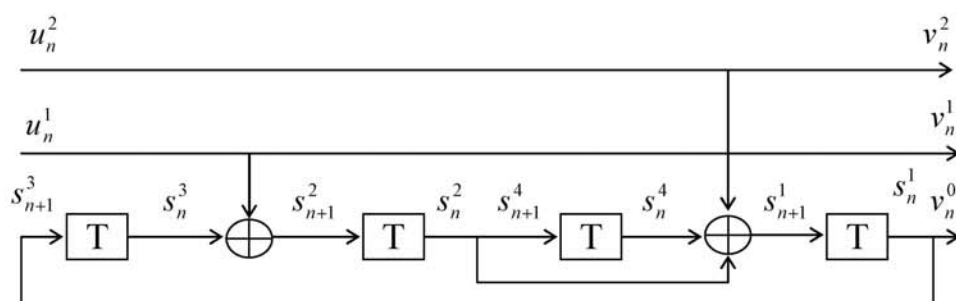 u_n^2 v_n^2
u_n^1 v_n^1
s_{n+1}^3 s_n^3 s_{n+1}^2 s_n^2 s_{n+1}^4 s_n^4 s_{n+1}^1 s_n^1 v_n^0
T T T T